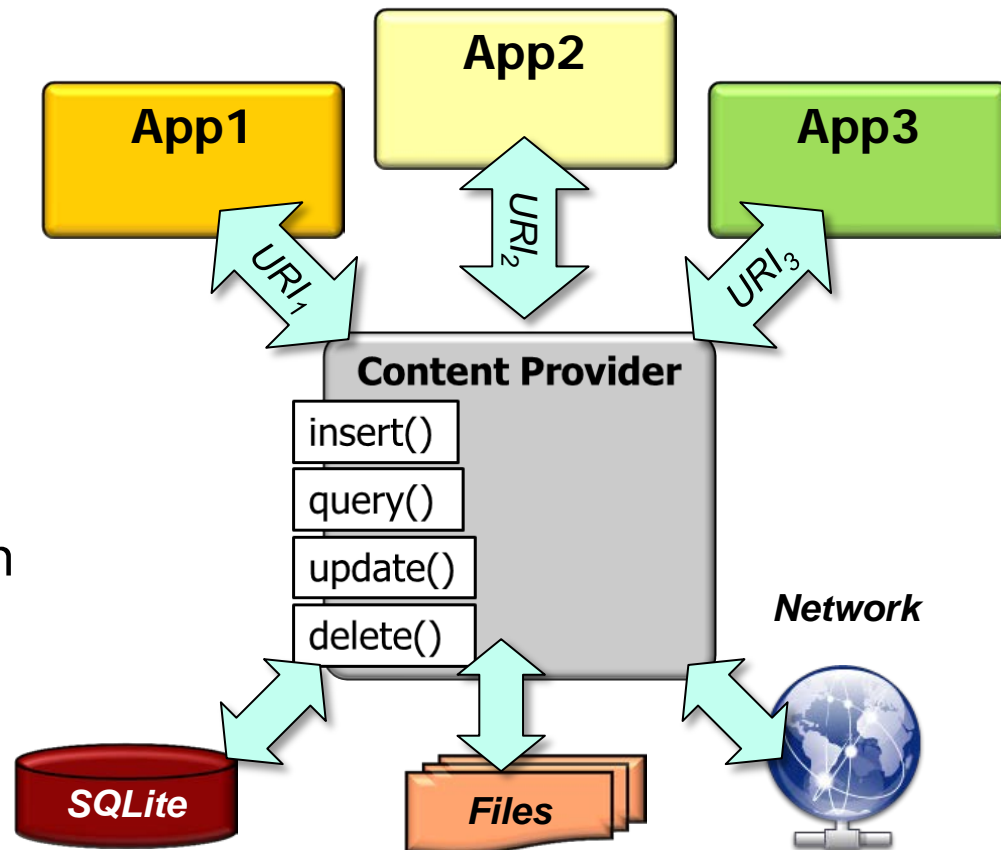 App1
App2
App3
URI₁
URI₂
URI₃
Content Provider
insert()
query()
update()
delete()
n
Network
SQLite
Files